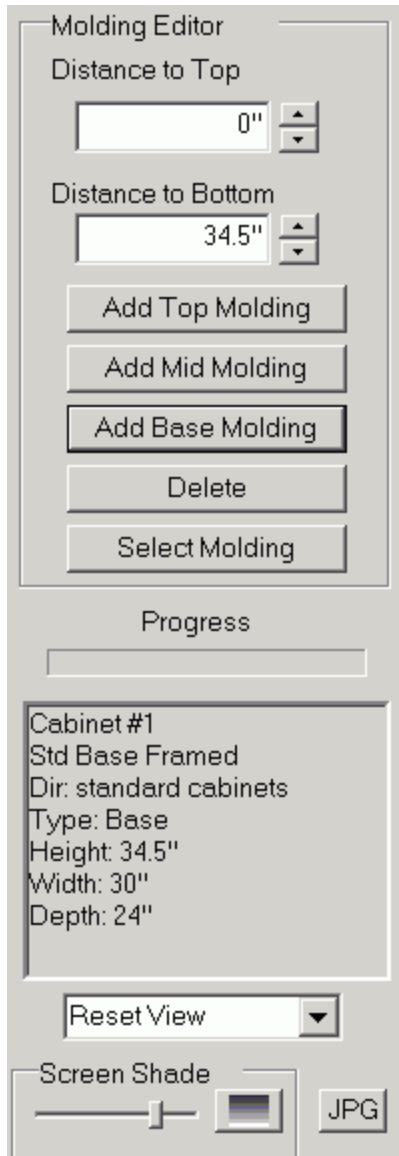 Molding Editor
Distance to Top
0"
Distance to Bottom
34.5"
Add Top Molding
Add Mid Molding
Add Base Molding
Delete
Select Molding
Progress
Cabinet #1
Std Base Framed
Dir: standard cabinets
Type: Base
Height: 34.5"
Width: 30"
Depth: 24"
Reset View
Screen Shade
JPG